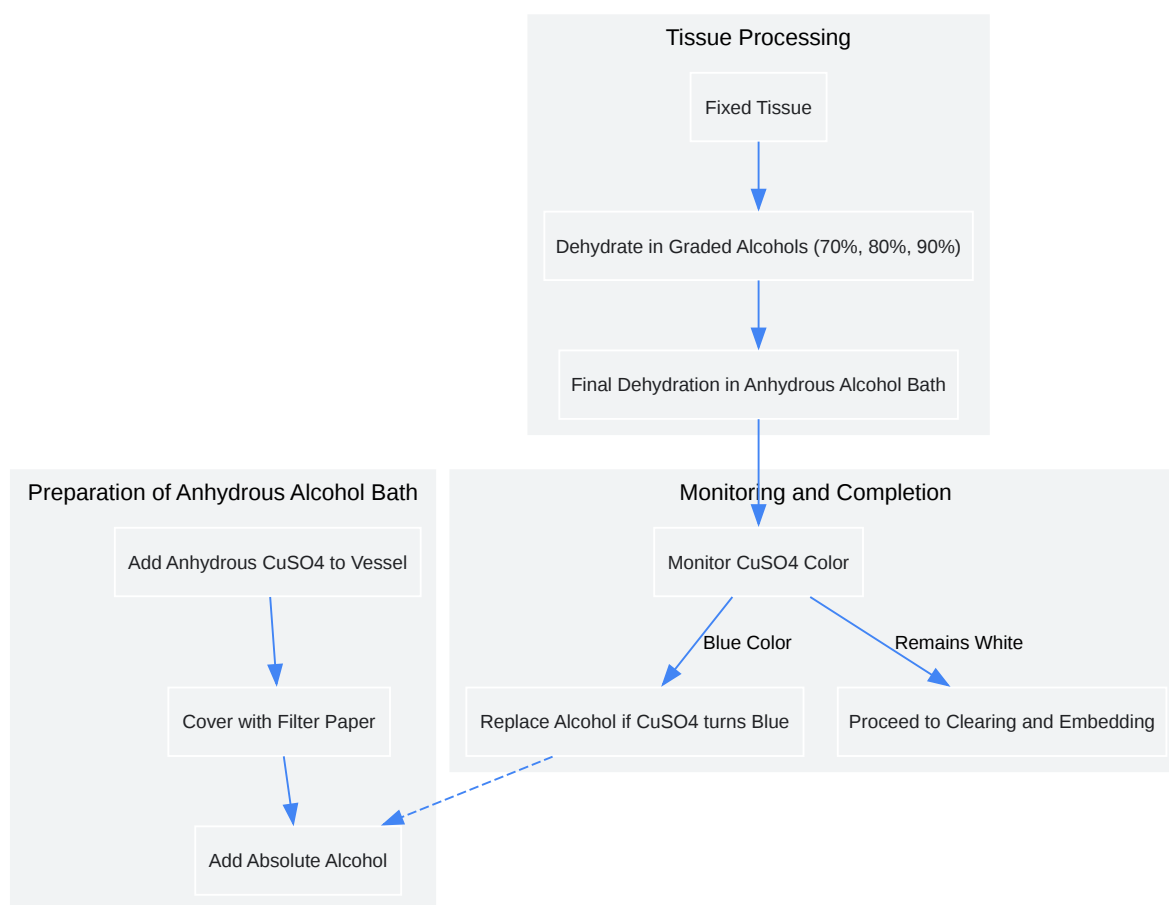 Tissue Processing
Fixed Tissue
Dehydrate in Graded Alcohols (70%, 80%, 90%)
Final Dehydration in Anhydrous Alcohol Bath
Preparation of Anhydrous Alcohol Bath
Add Anhydrous CuSO4 to Vessel
Cover with Filter Paper
Add Absolute Alcohol
Monitoring and Completion
Monitor CuSO4 Color
Blue Color
Remains White
Replace Alcohol if CuSO4 turns Blue
Proceed to Clearing and Embedding